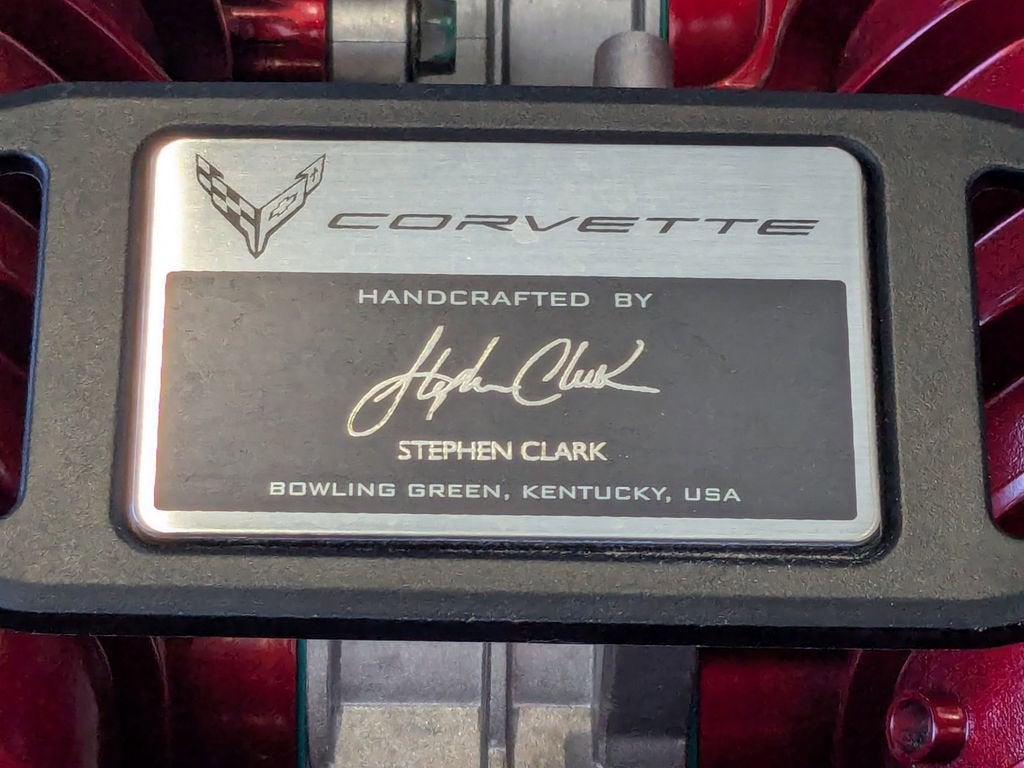 CORVETTE
HANDCRAFTED BY
Stephen Clark
STEPHEN CLARK
BOWLING GREEN, KENTUCKY, USA